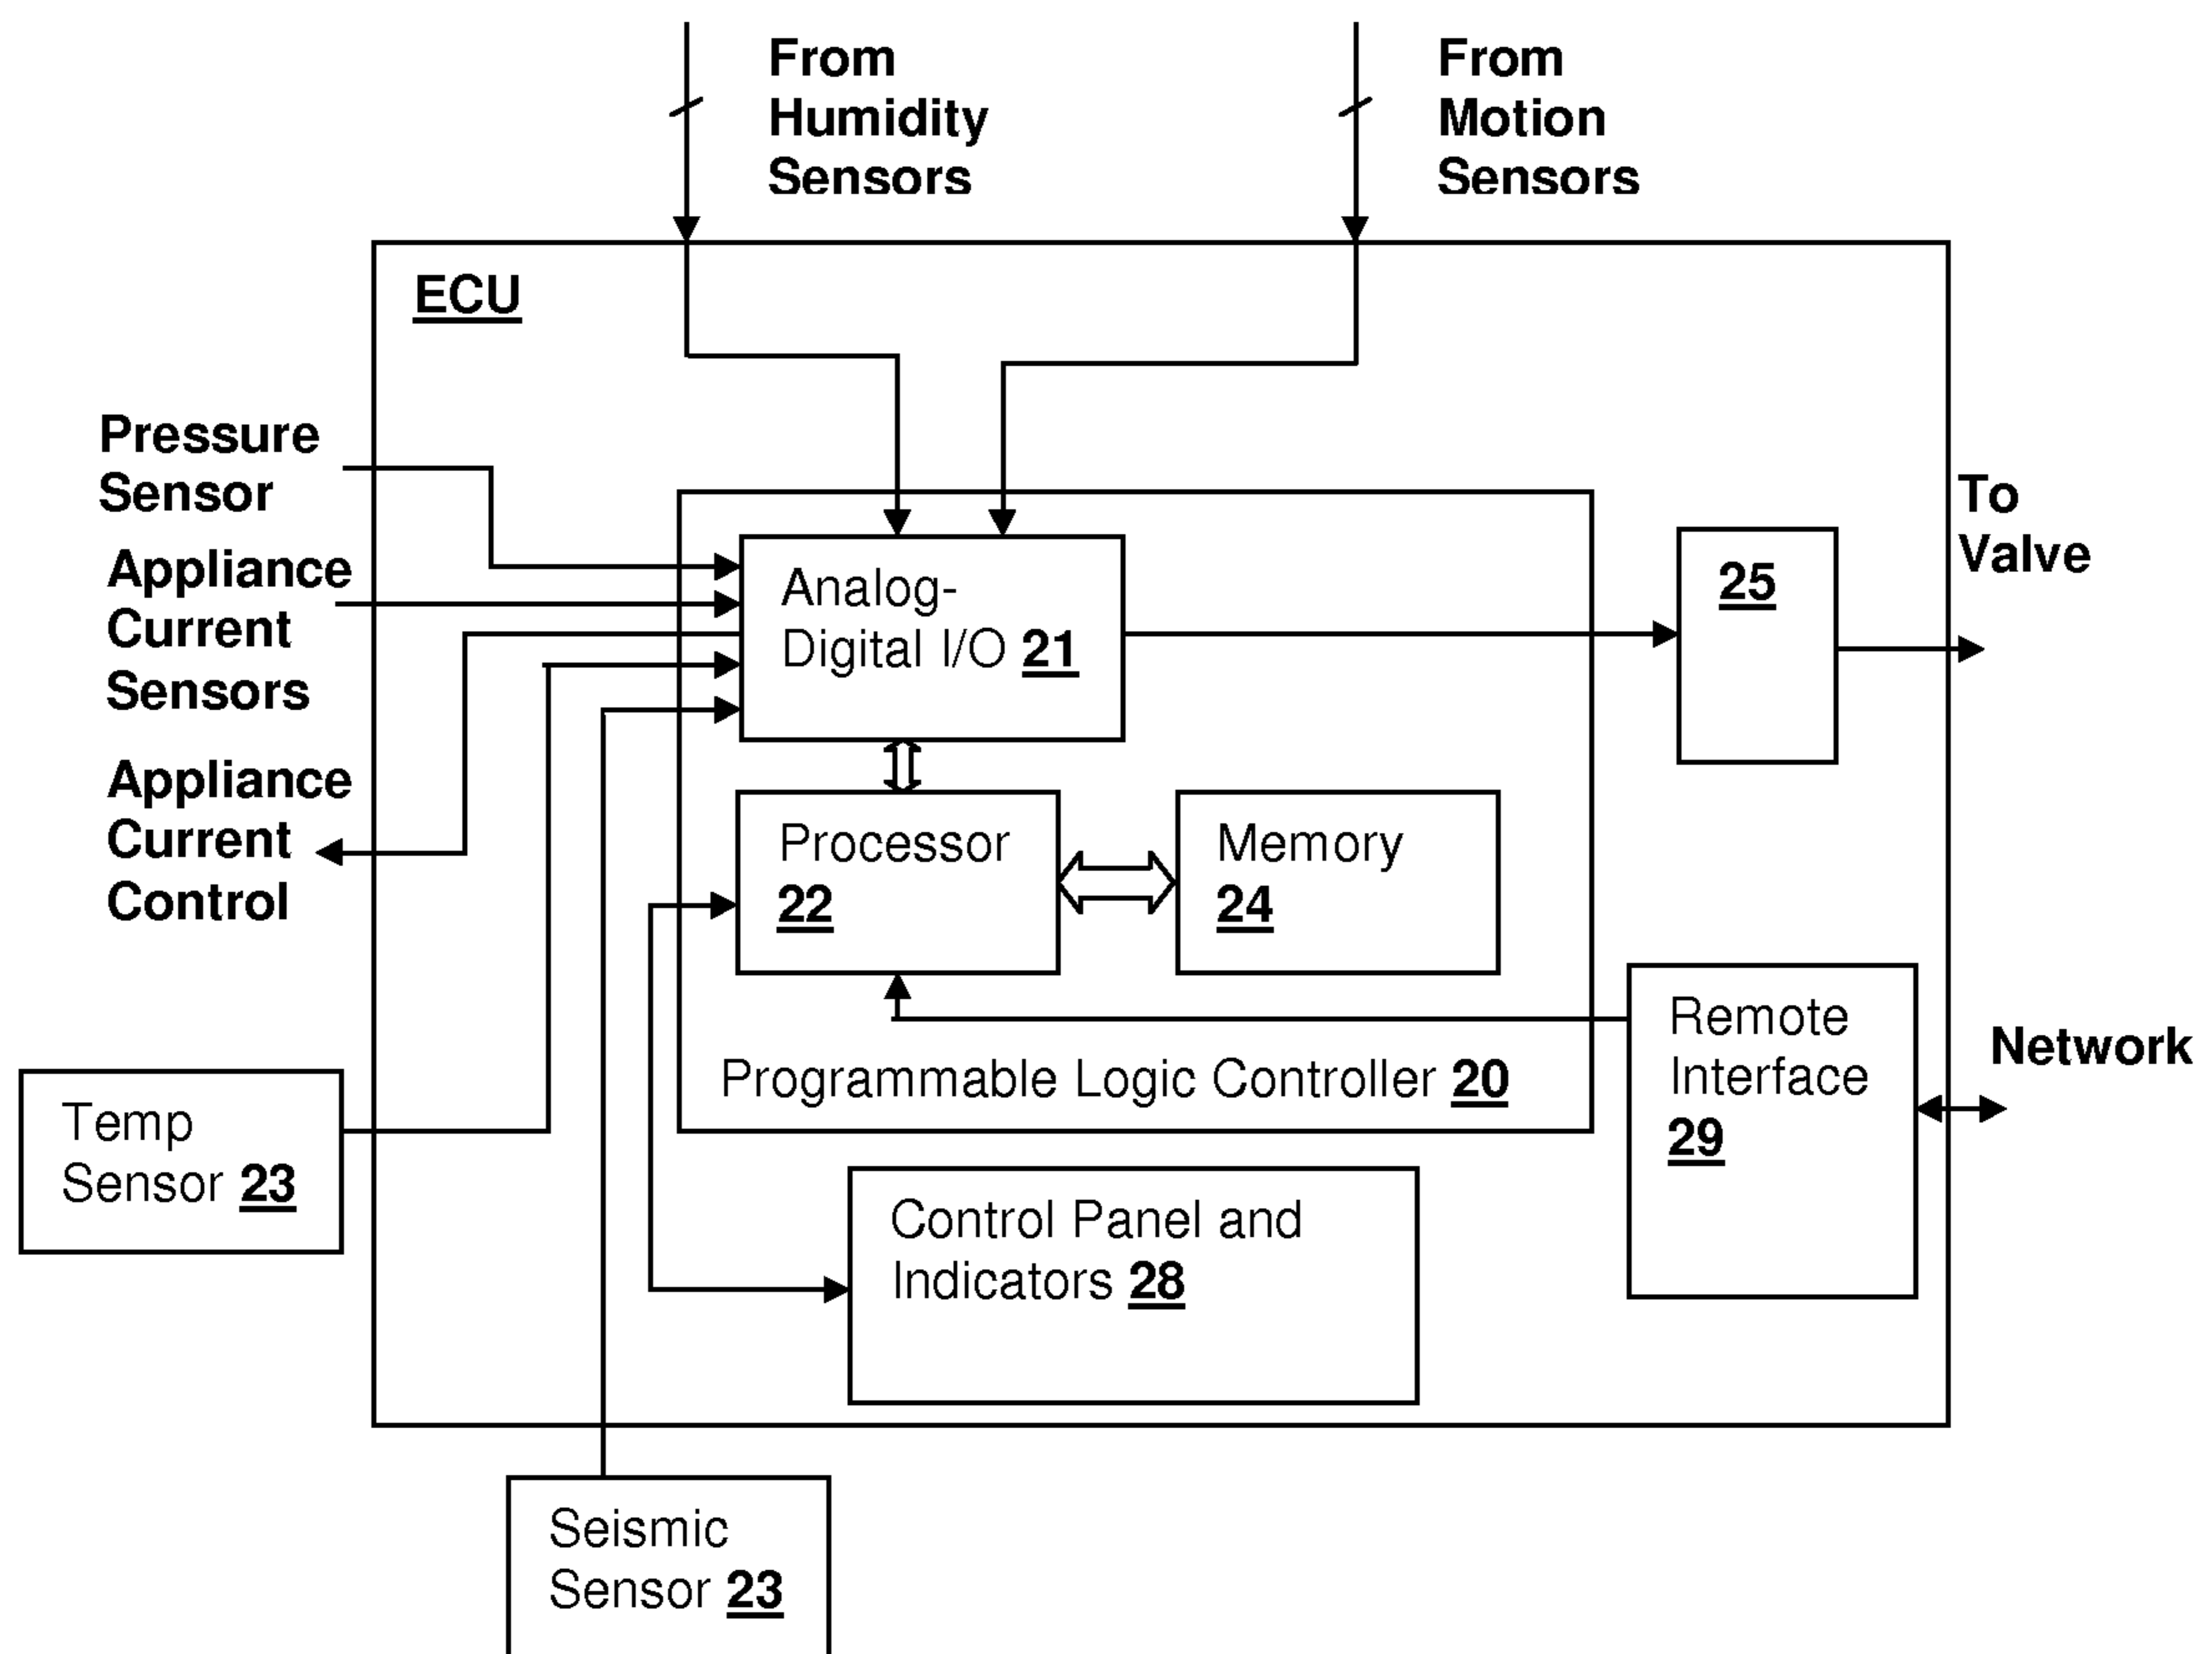 From
Humidity
Sensors
From
Motion
Sensors
ECU
Pressure
Sensor
To
Valve
Appliance
Current
Sensors
Analog-
Digital I/O 21
25
Appliance
Current
Control
Processor
22
Memory
24
Remote
Interface
29
Network
Programmable Logic Controller 20
Temp
Sensor 23
Control Panel and
Indicators 28
Seismic
Sensor 23